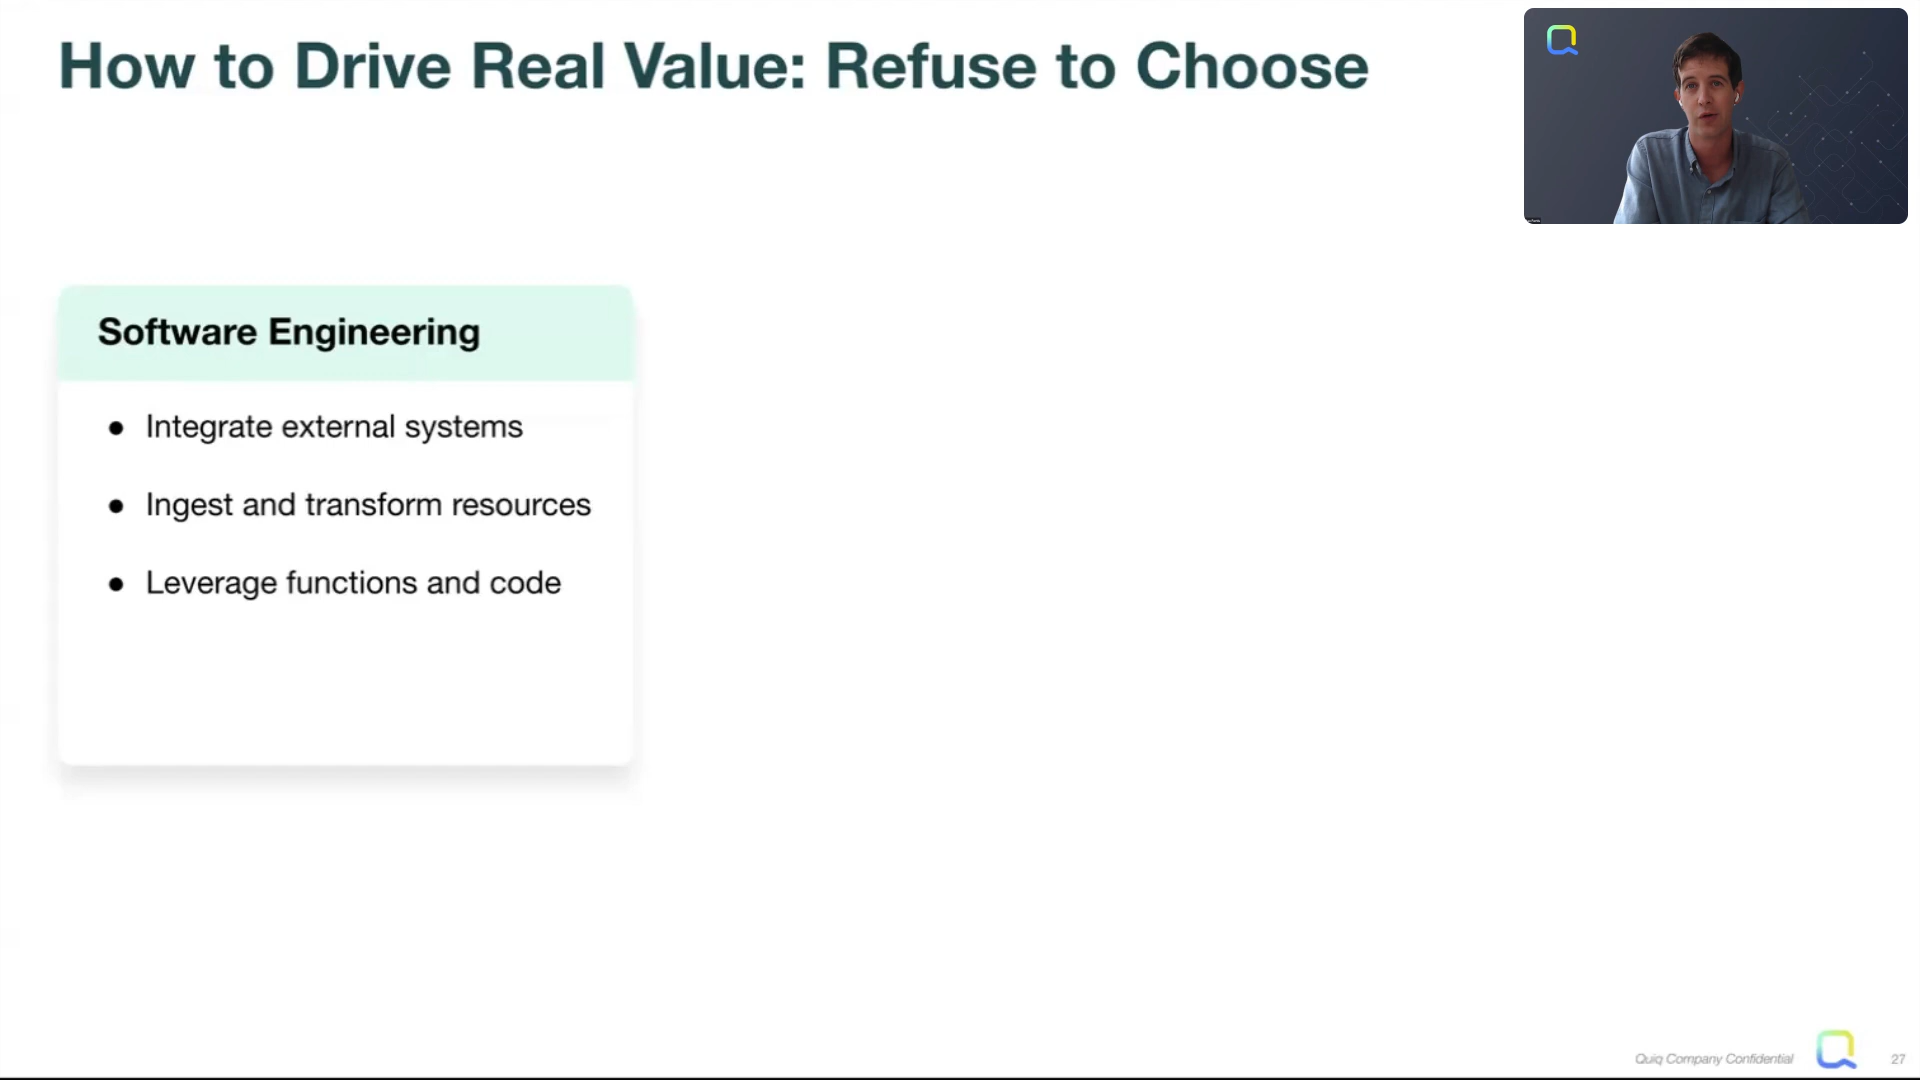 How to Drive Real Value: Refuse to Choose
Software Engineering
● Integrate external systems
● Ingest and transform resources
● Leverage functions and code
Quiq Company Confidential
27